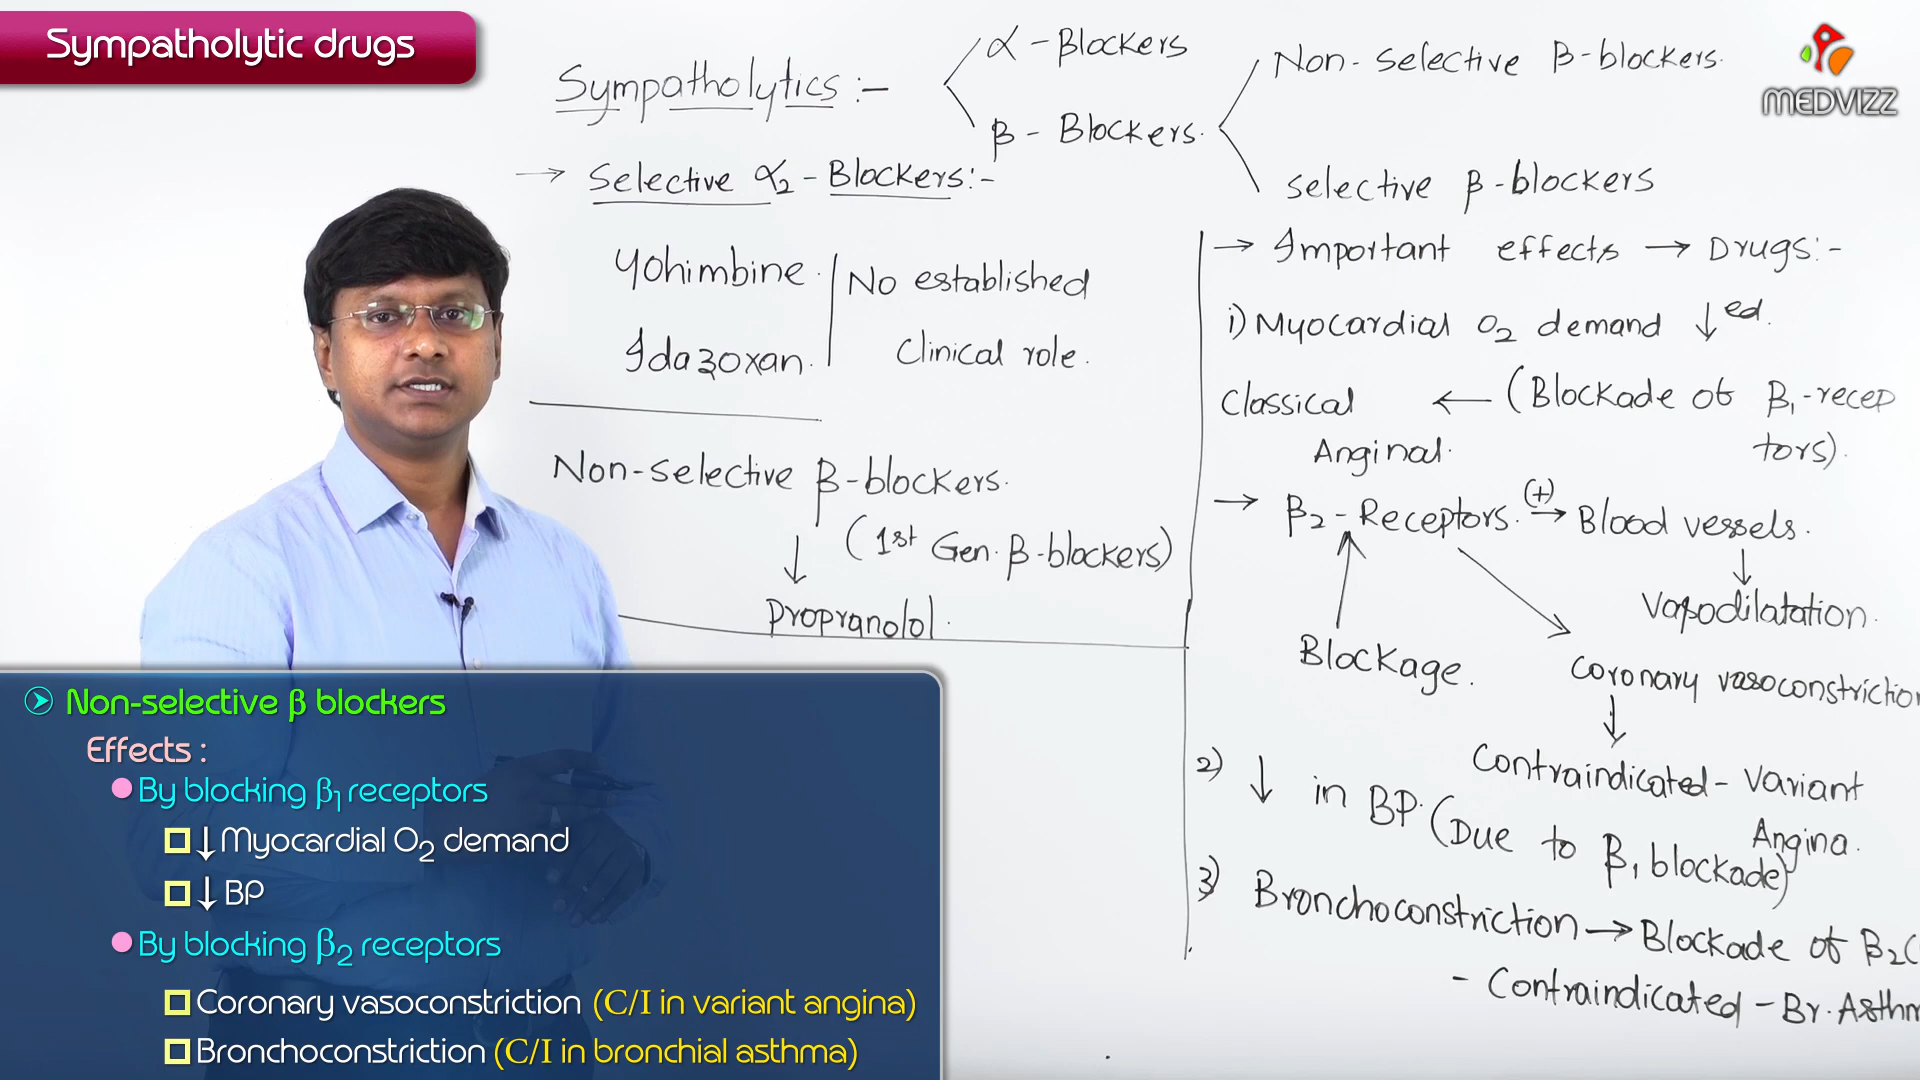 Sympatholytic drugs
MEDVIZZ
Sympatholytics :-
α - Blockers
β - Blockers.
Non- selective β-blockers.
selective β-blockers
→ Selective α2 - Blockers:-
Yohimbine.
Idazoxan.
No established
Clinical role.
Non-selective β-blockers.
(1st Gen. β-blockers)
↓
Propranolol.
→ Important effects → Drugs:-
i) Myocardial O2 demand ↓ed.
Classical ← (Blockade of β1-recep
Anginal. tors).
→ β2-Receptors. (+) → Blood vessels.
↓
Vasodilatation.
Blockage.
Coronary vasoconstriction
↓
Contraindicated - Variant
Angina.
2) ↓ in BP. (Due to β1 blockade)
3) Bronchoconstriction → Blockade of β2(
- Contraindicated - Br. Asthm
Non-selective β blockers
Effects :
By blocking β1 receptors
↓ Myocardial O2 demand
↓ BP
By blocking β2 receptors
Coronary vasoconstriction (C/I in variant angina)
Bronchoconstriction (C/I in bronchial asthma)